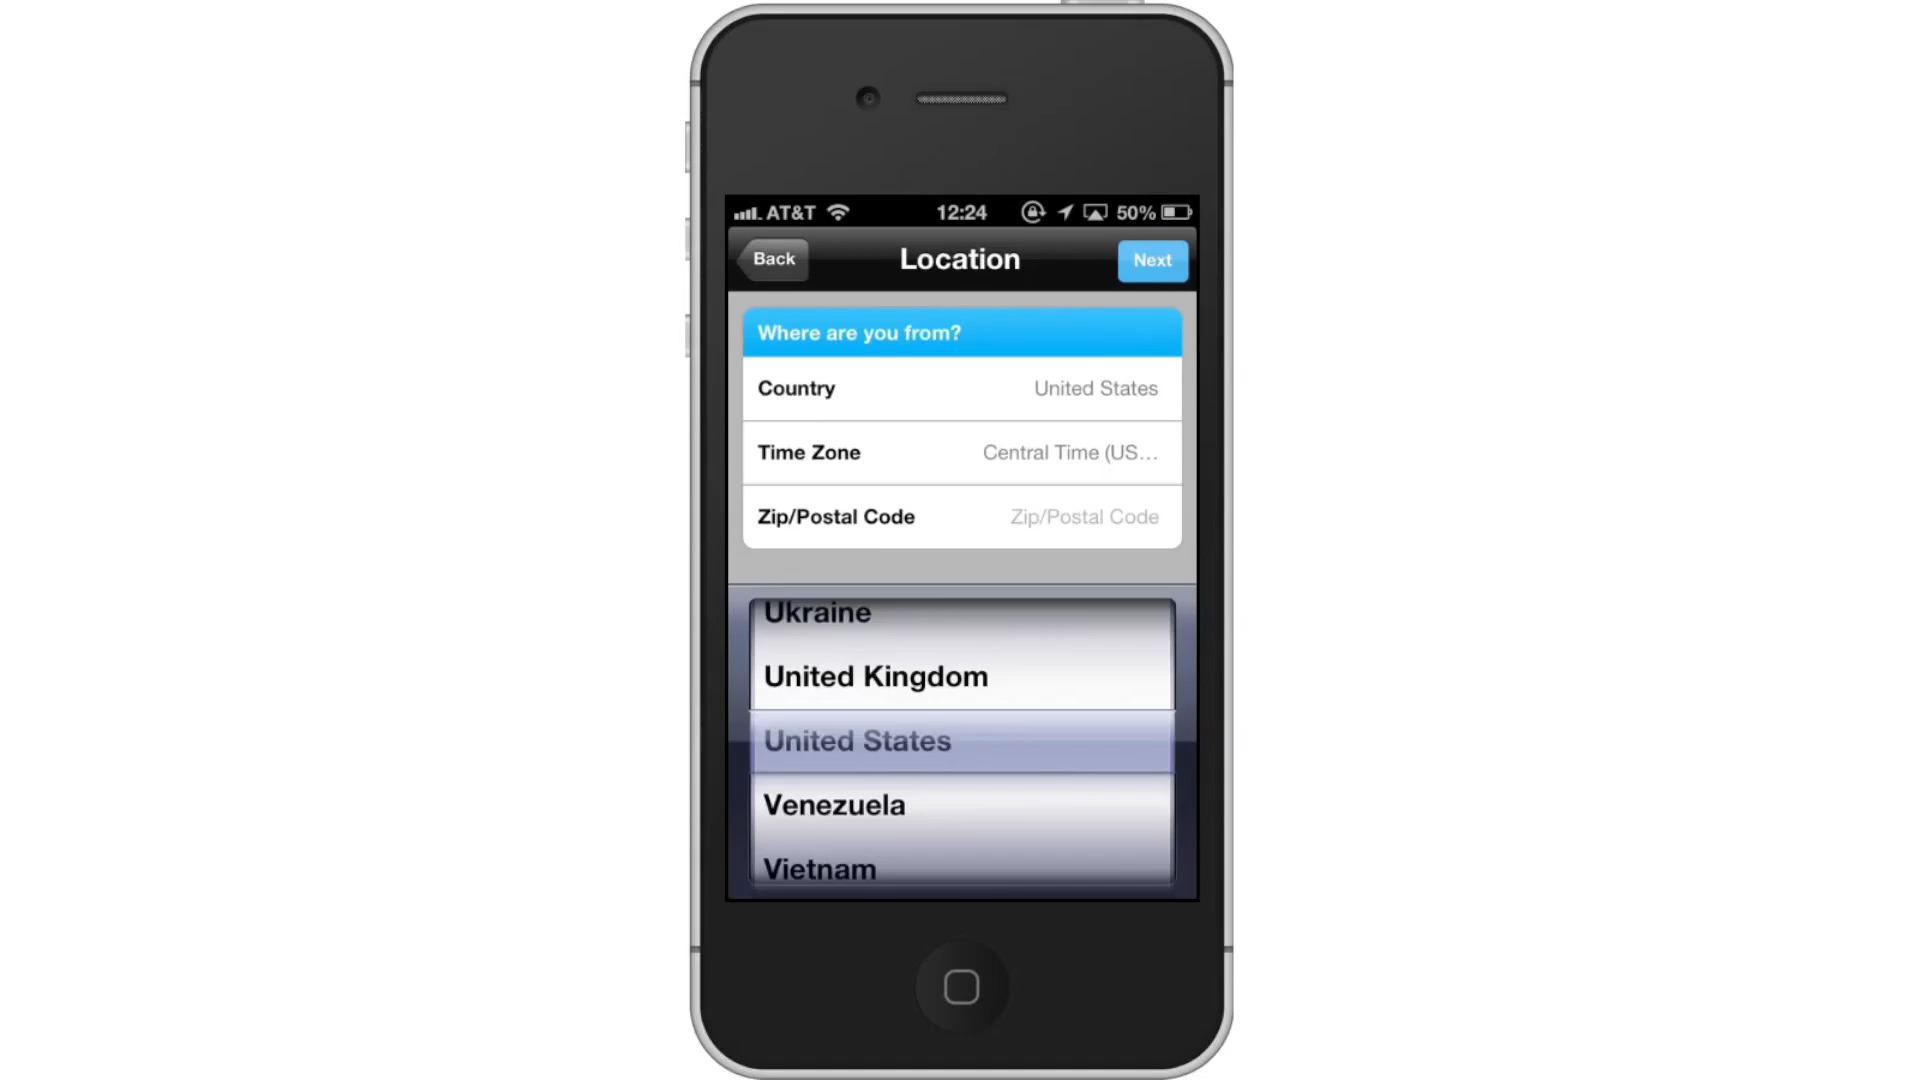 AT&T 12:24 50%
Back Location Next
Where are you from?
Country United States
Time Zone Central Time (US...
Zip/Postal Code Zip/Postal Code
Ukraine
United Kingdom
United States
Venezuela
Vietnam